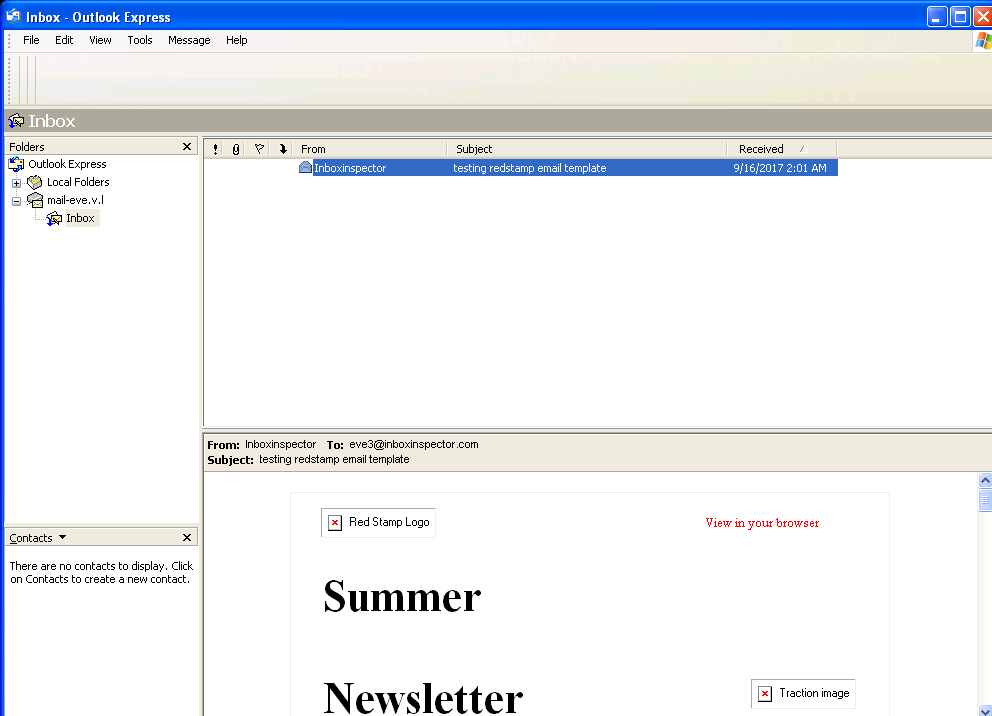 Inbox - Outlook Express
File Edit View Tools Message Help
Inbox
Folders
Outlook Express
Local Folders
mail-eve.v.l
Inbox
From Subject Received
Inboxinspector testing redstamp email template 9/16/2017 2:01 AM
From: Inboxinspector To: eve3@inboxinspector.com
Subject: testing redstamp email template
Red Stamp Logo
View in your browser
Summer
Newsletter
Traction image
Contacts
There are no contacts to display. Click
on Contacts to create a new contact.